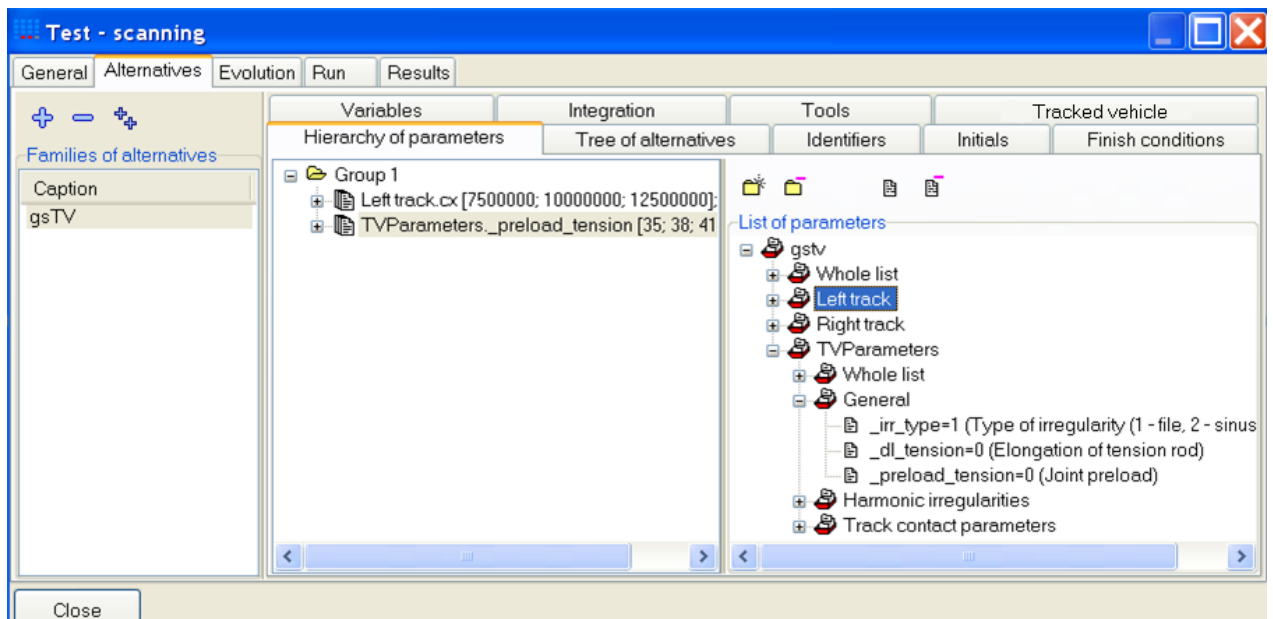 Test - scanning
General Alternatives Evolution Run Results
Variables Integration Tools Tracked vehicle
Hierarchy of parameters Tree of alternatives Identifiers Initials Finish conditions
Families of alternatives
Caption
gsTV
Group 1
Left track.cx [7500000; 10000000; 12500000];
TVParameters._preload_tension [35; 38; 41
List of parameters
gstv
Whole list
Left track
Right track
TVParameters
Whole list
General
_irr_type=1 (Type of irregularity (1 - file, 2 - sinus
_dl_tension=0 (Elongation of tension rod)
_preload_tension=0 (Joint preload)
Harmonic irregularities
Track contact parameters
Close